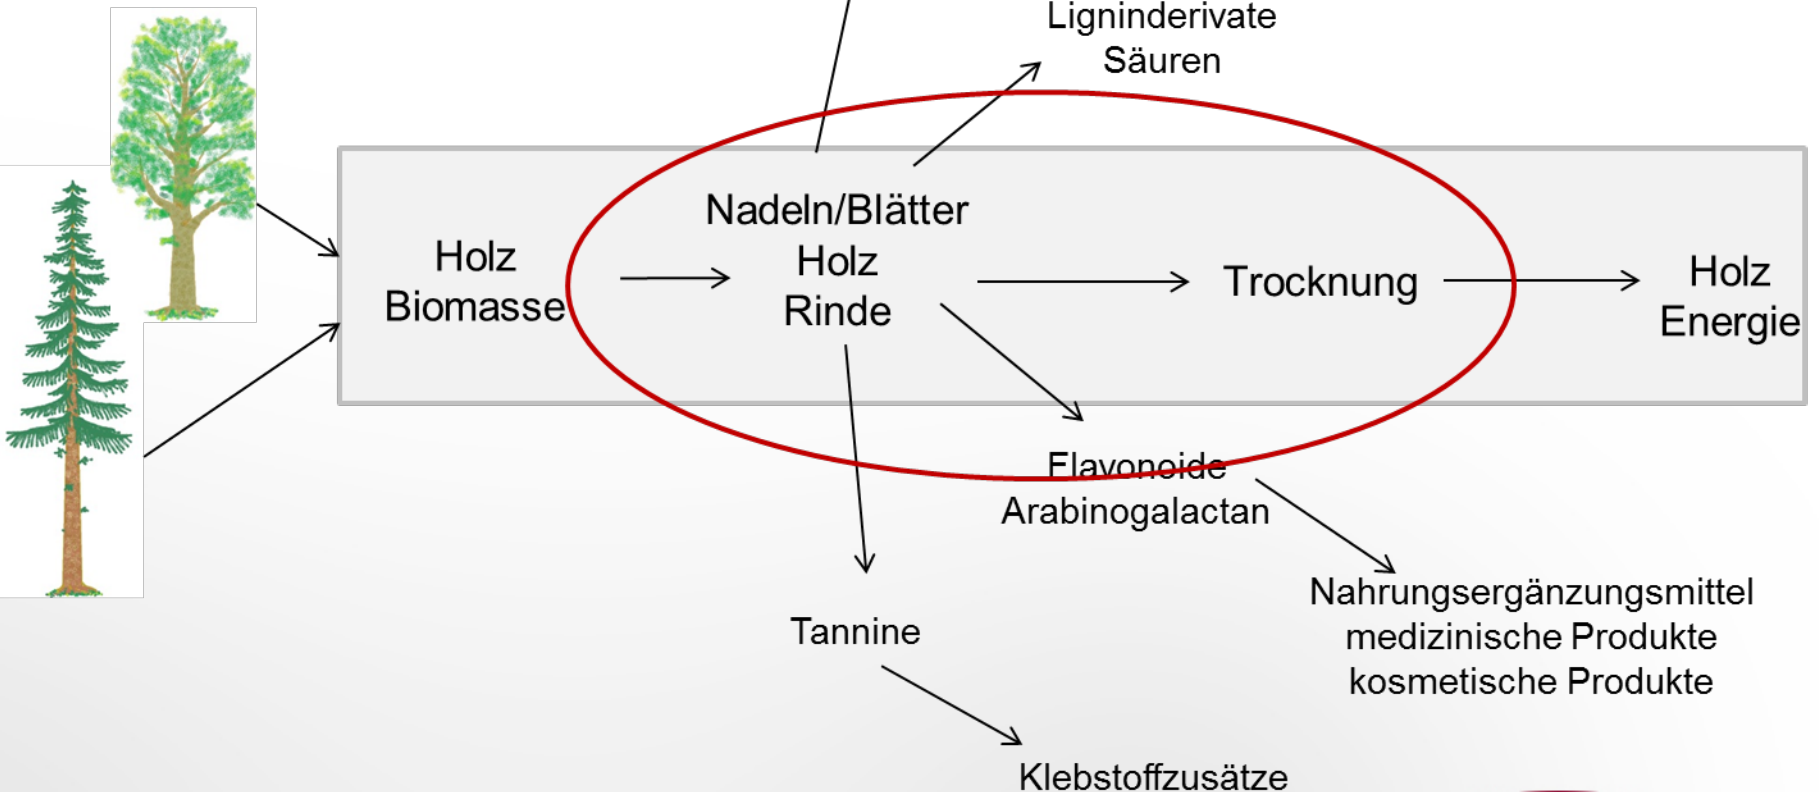 Ligninderivate
Säuren
Nadeln/Blätter
Holz
Rinde
Holz
Biomasse
Trocknung
Holz
Energie
Flavonoide
Arabinogalactan
Nahrungsergänzungsmittel
medizinische Produkte
kosmetische Produkte
Tannine
Klebstoffzusätze